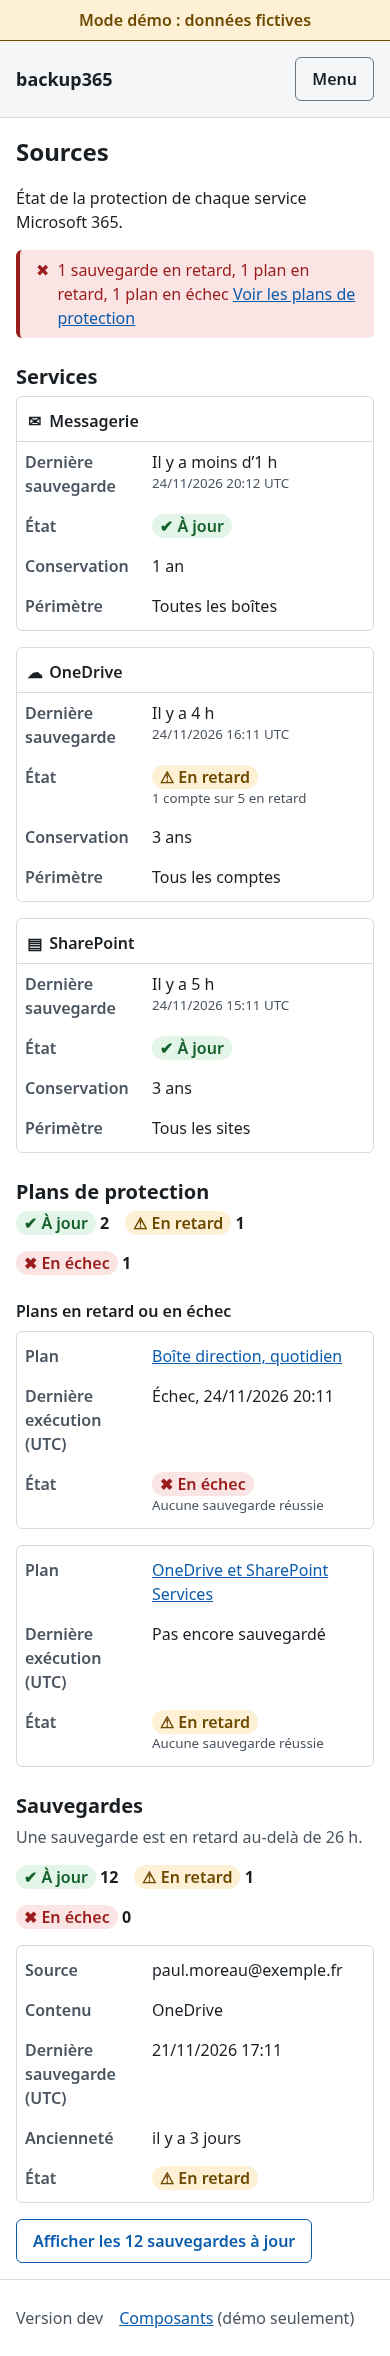 Mode démo : données fictives
backup365
Menu
Sources
État de la protection de chaque service
Microsoft 365.
✖ 1 sauvegarde en retard, 1 plan en
retard, 1 plan en échec Voir les plans de
protection
Services
✉ Messagerie
Dernière
sauvegarde
Il y a moins d’1 h
24/11/2026 20:12 UTC
État
✔ À jour
Conservation
1 an
Périmètre
Toutes les boîtes
☁ OneDrive
Dernière
sauvegarde
Il y a 4 h
24/11/2026 16:11 UTC
État
⚠ En retard
1 compte sur 5 en retard
Conservation
3 ans
Périmètre
Tous les comptes
▤ SharePoint
Dernière
sauvegarde
Il y a 5 h
24/11/2026 15:11 UTC
État
✔ À jour
Conservation
3 ans
Périmètre
Tous les sites
Plans de protection
✔ À jour 2 ⚠ En retard 1
✖ En échec 1
Plans en retard ou en échec
Plan
Boîte direction, quotidien
Dernière
exécution
(UTC)
Échec, 24/11/2026 20:11
État
✖ En échec
Aucune sauvegarde réussie
Plan
OneDrive et SharePoint
Services
Dernière
exécution
(UTC)
Pas encore sauvegardé
État
⚠ En retard
Aucune sauvegarde réussie
Sauvegardes
Une sauvegarde est en retard au-delà de 26 h.
✔ À jour 12 ⚠ En retard 1
✖ En échec 0
Source
paul.moreau@exemple.fr
Contenu
OneDrive
Dernière
sauvegarde
(UTC)
21/11/2026 17:11
Ancienneté
il y a 3 jours
État
⚠ En retard
Afficher les 12 sauvegardes à jour
Version dev Composants (démo seulement)